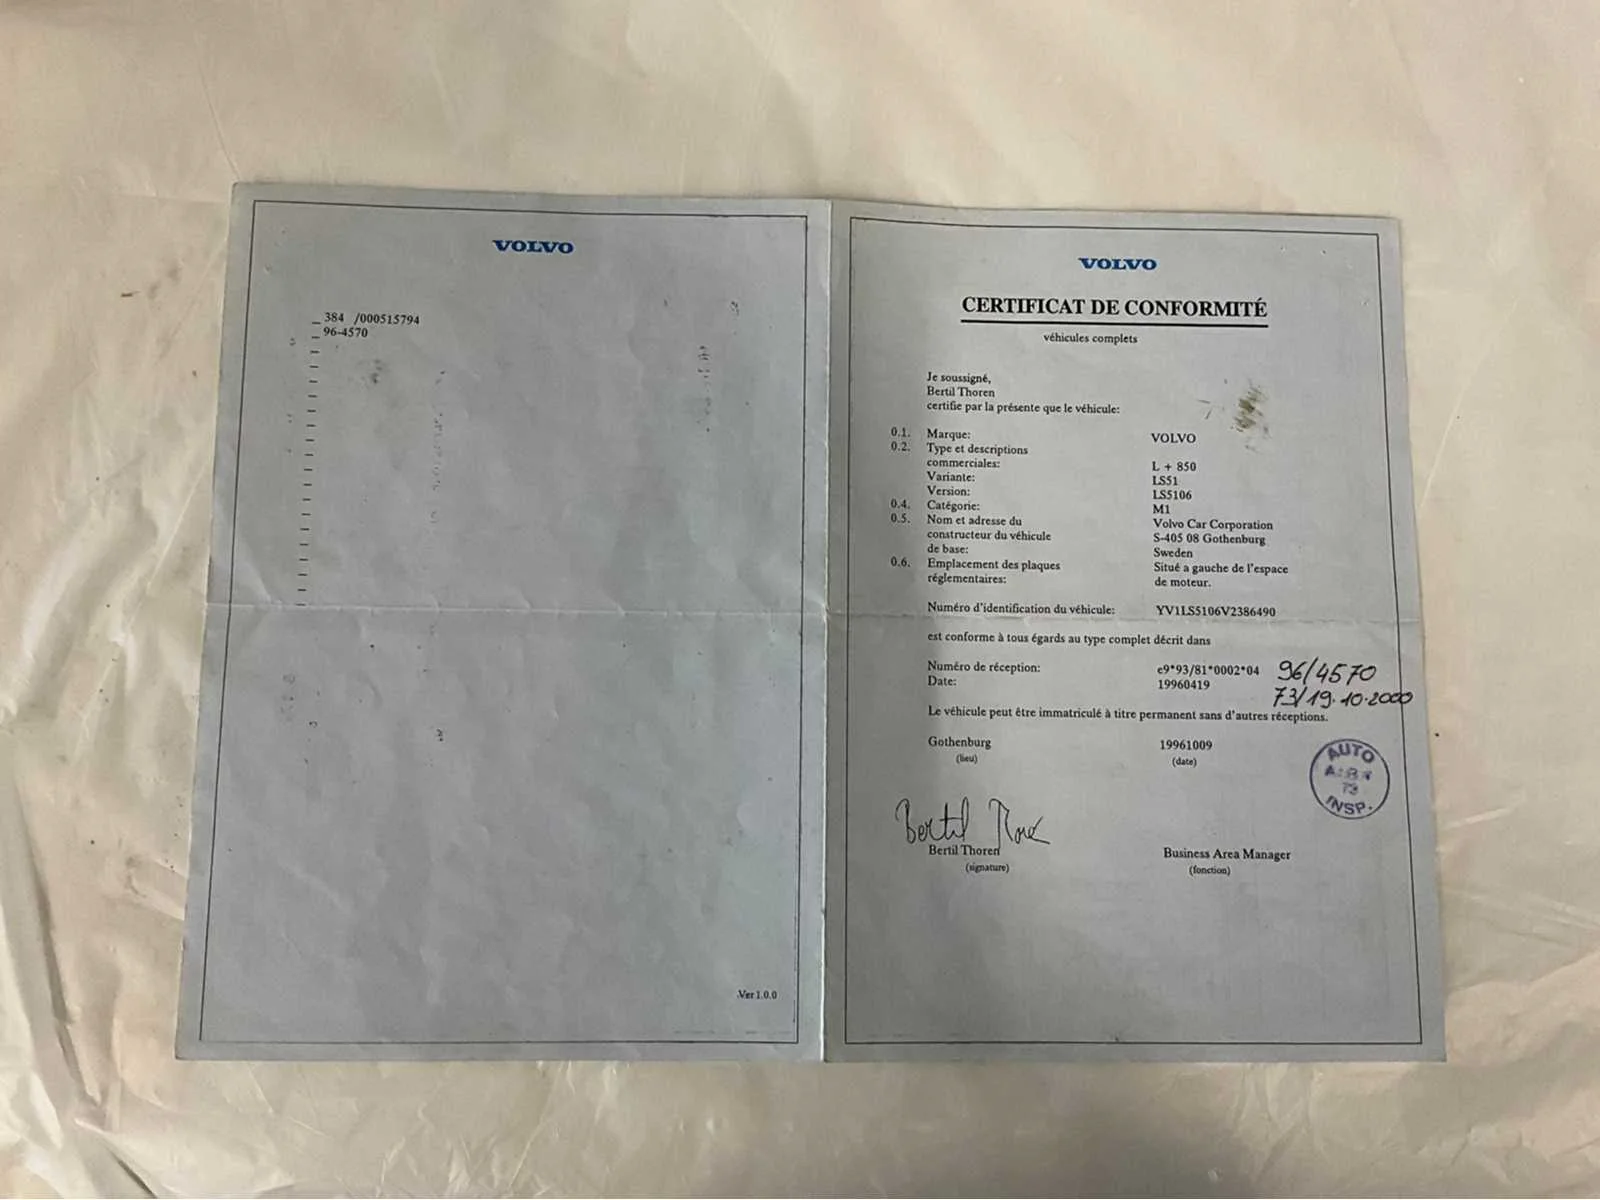 VOLVO
_ 384 /000515794
_ 96-4570
Ver 1.0.0
VOLVO
CERTIFICAT DE CONFORMITÉ
véhicules complets
Je soussigné,
Bertil Thoren
certifie par la présente que le véhicule:
0.1. Marque: VOLVO
0.2. Type et descriptions
commerciales: L + 850
Variante: LS51
Version: LS5106
0.4. Catégorie: M1
0.5. Nom et adresse du Volvo Car Corporation
constructeur du véhicule S-405 08 Gothenburg
de base: Sweden
0.6. Emplacement des plaques Situé a gauche de l'espace
réglementaires: de moteur.
Numéro d'identification du véhicule: YV1LS5106V2386490
est conforme à tous égards au type complet décrit dans
Numéro de réception: e9*93/81*0002*04 96/4570
Date: 19960419 73/19.10.2000
Le véhicule peut être immatriculé à titre permanent sans d'autres réceptions.
Gothenburg 19961009
(lieu) (date)
AUTO
73
INSP.
Bertil
Bertil Thoren Business Area Manager
(signature) (fonction)